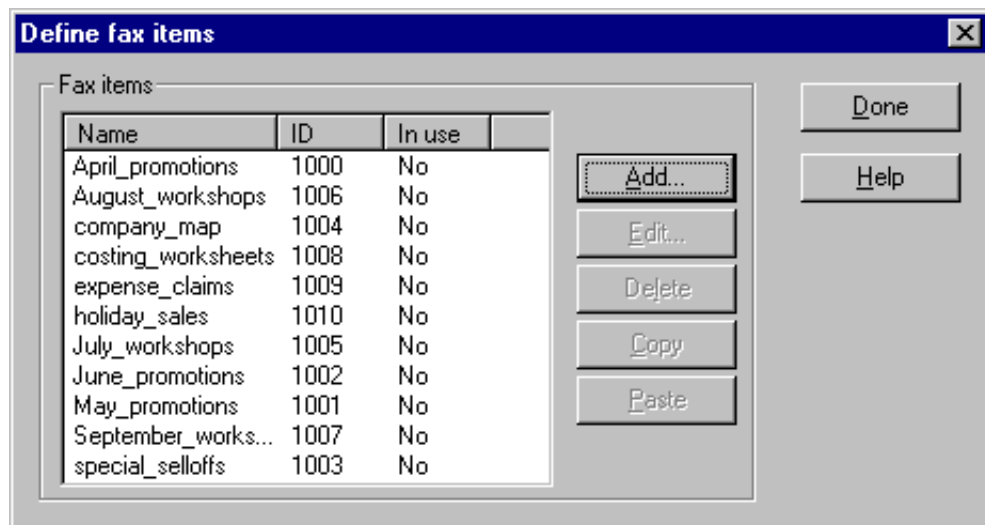 Define fax items
Fax items
Name ID In use
April_promotions 1000 No
August_workshops 1006 No
company_map 1004 No
costing_worksheets 1008 No
expense_claims 1009 No
holiday_sales 1010 No
July_workshops 1005 No
June_promotions 1002 No
May_promotions 1001 No
September_works... 1007 No
special_selloffs 1003 No
Add...
Edit...
Delete
Copy
Paste
Done
Help